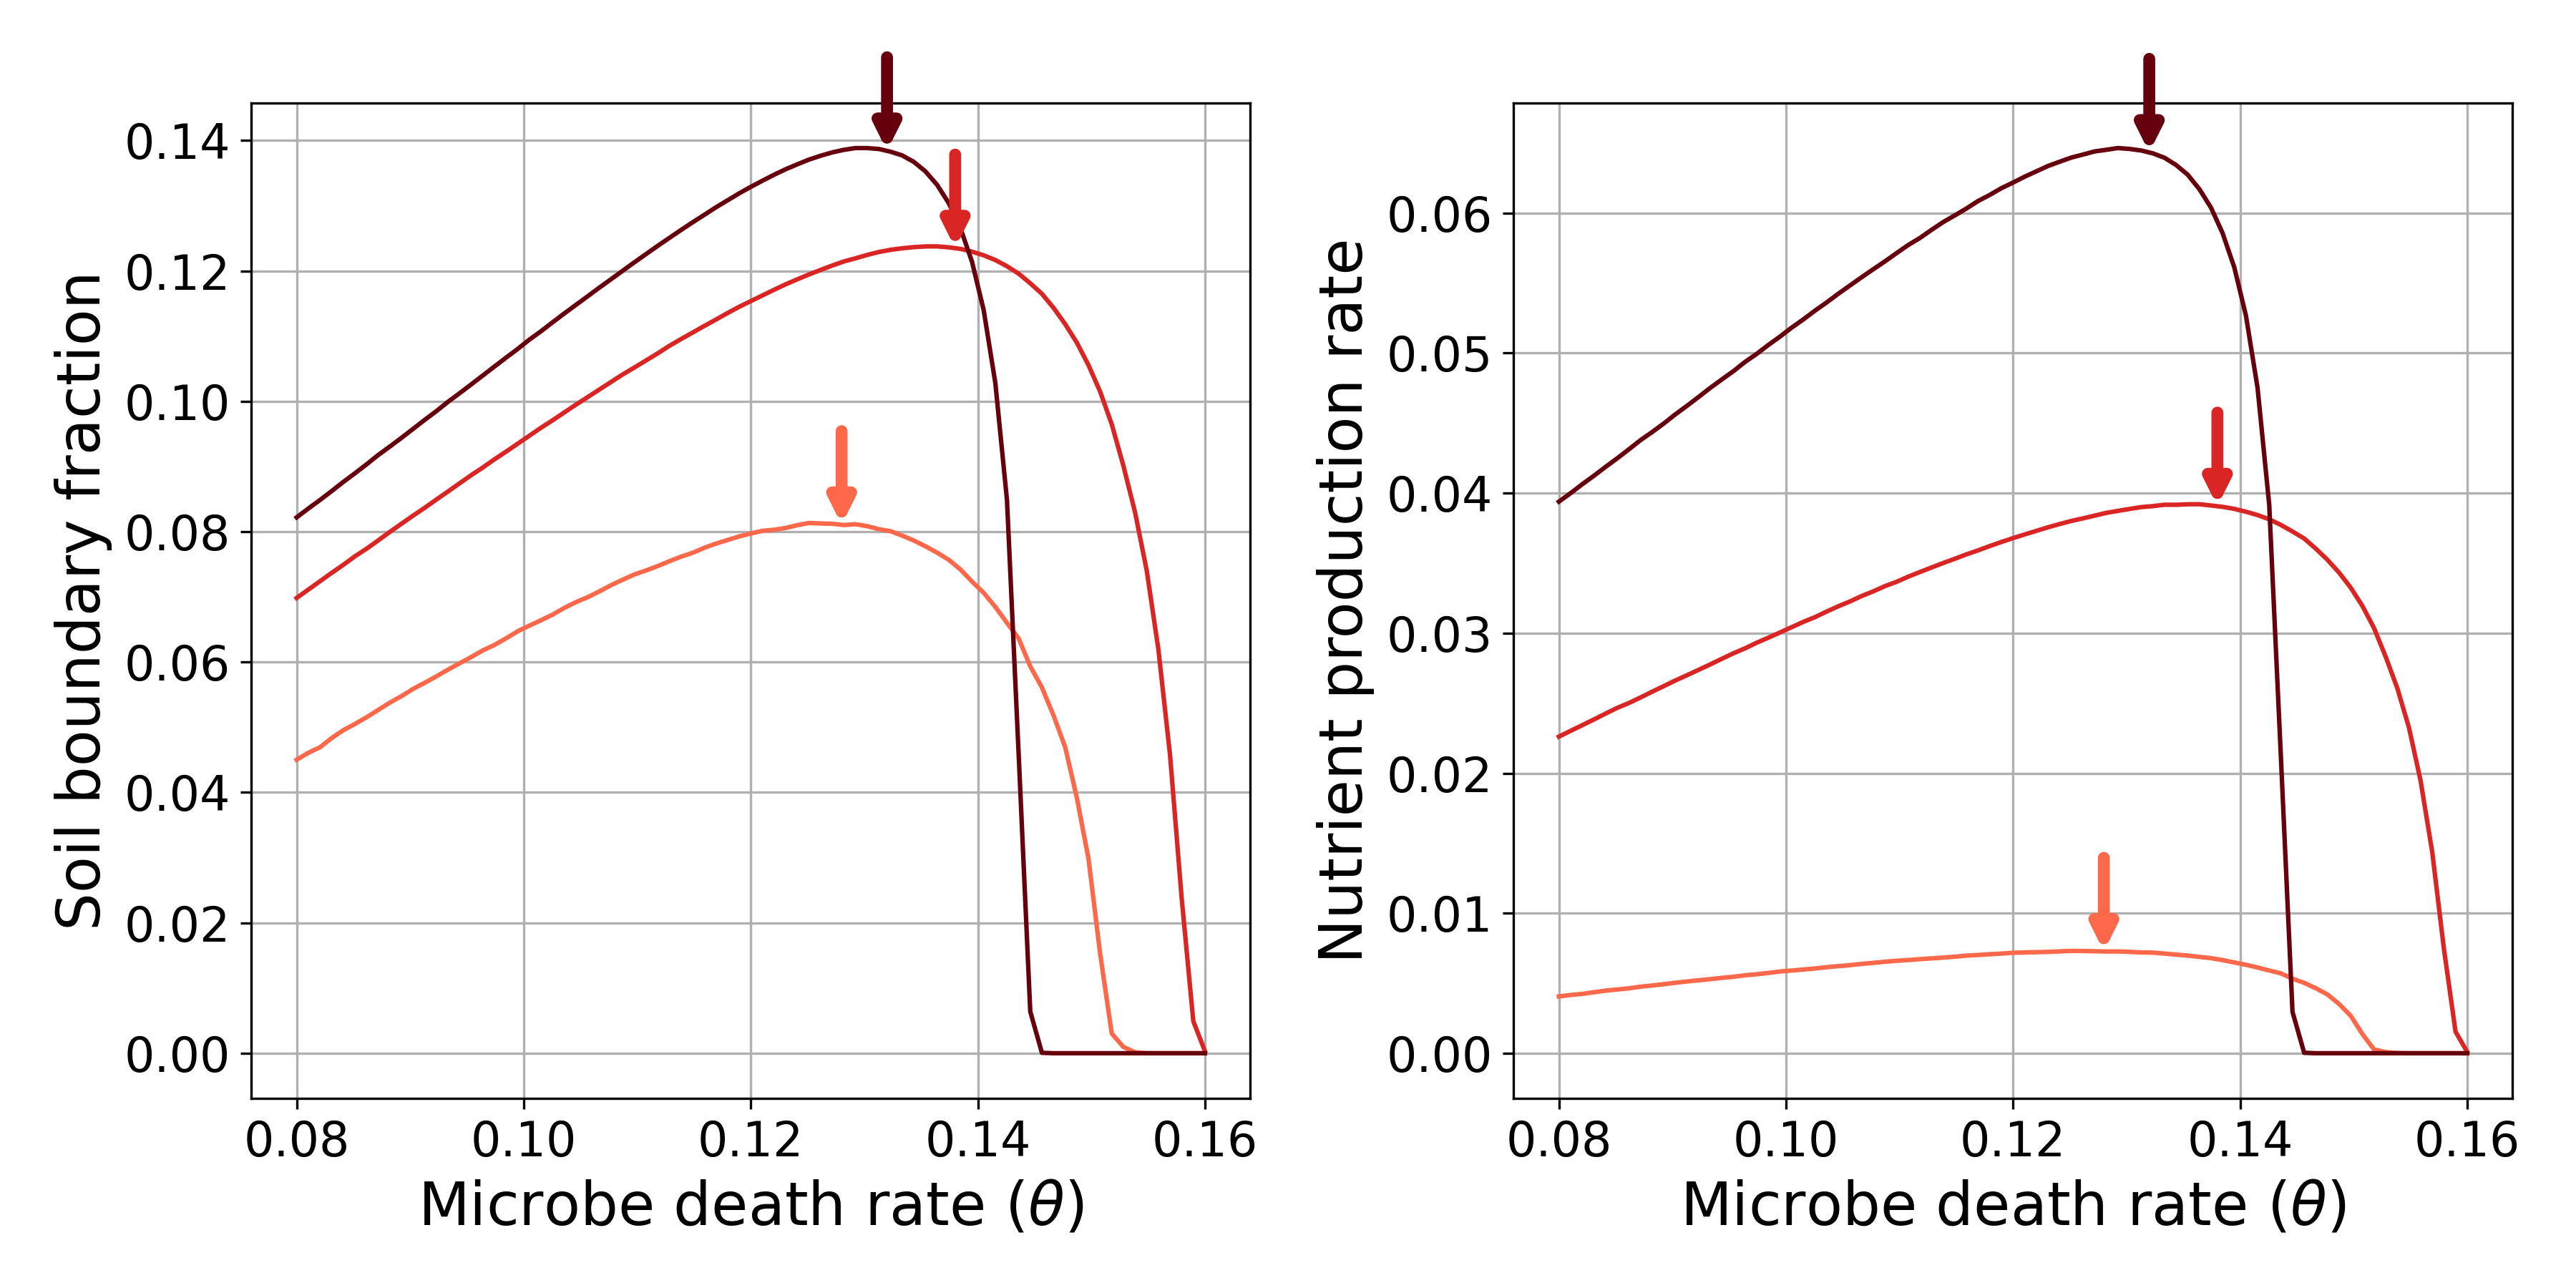 Soil boundary fraction
0.14
0.12
0.10
0.08
0.06
0.04
0.02
0.00
0.08 0.10 0.12 0.14 0.16
Microbe death rate (θ)
Nutrient production rate
0.06
0.05
0.04
0.03
0.02
0.01
0.00
0.08 0.10 0.12 0.14 0.16
Microbe death rate (θ)